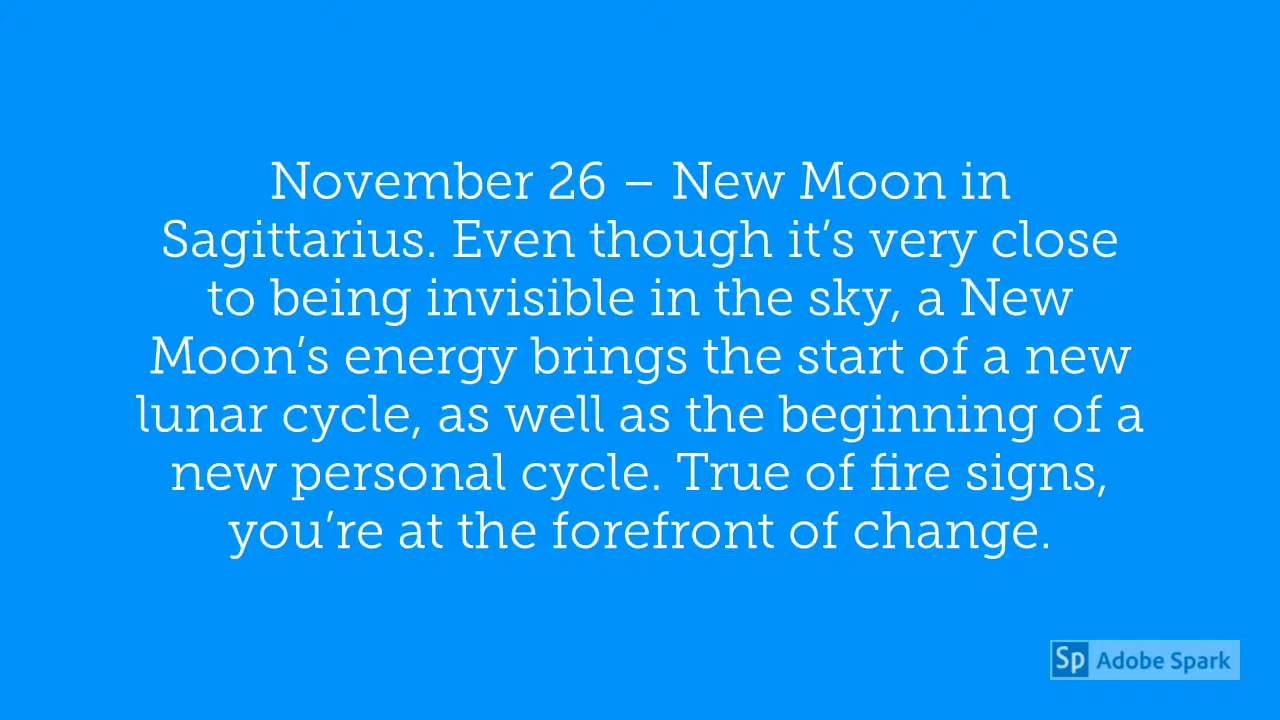 November 26 – New Moon in
Sagittarius. Even though it’s very close
to being invisible in the sky, a New
Moon’s energy brings the start of a new
lunar cycle, as well as the beginning of a
new personal cycle. True of fire signs,
you’re at the forefront of change.
Sp Adobe Spark